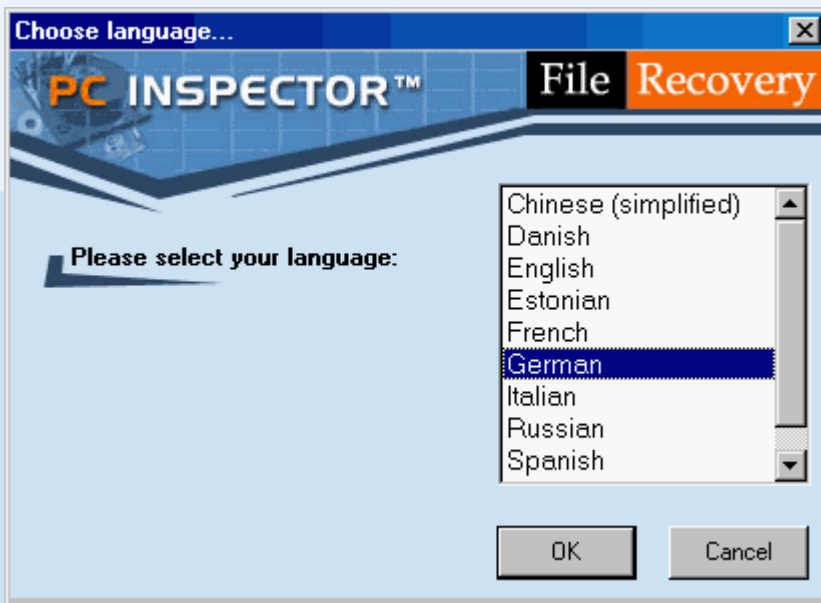 Choose language...
PC INSPECTOR™
File Recovery
Please select your language:
Chinese (simplified)
Danish
English
Estonian
French
German
Italian
Russian
Spanish
OK
Cancel